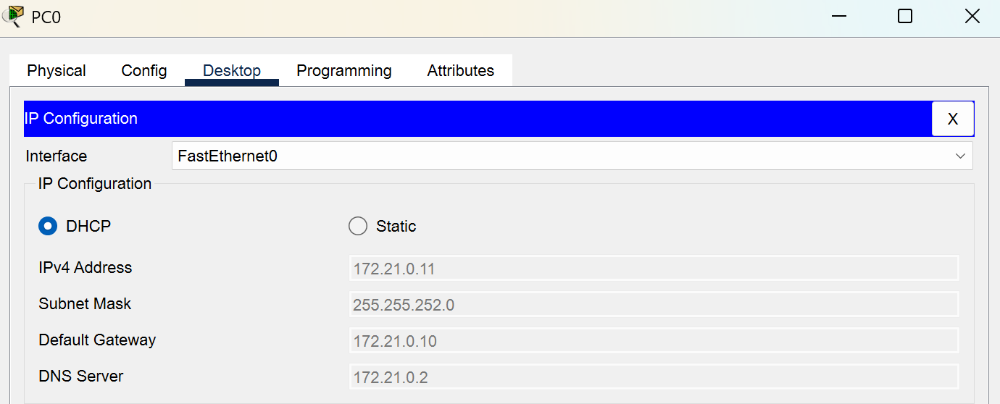 PC0
Physical Config Desktop Programming Attributes
IP Configuration X
Interface FastEthernet0
IP Configuration
DHCP Static
IPv4 Address 172.21.0.11
Subnet Mask 255.255.252.0
Default Gateway 172.21.0.10
DNS Server 172.21.0.2